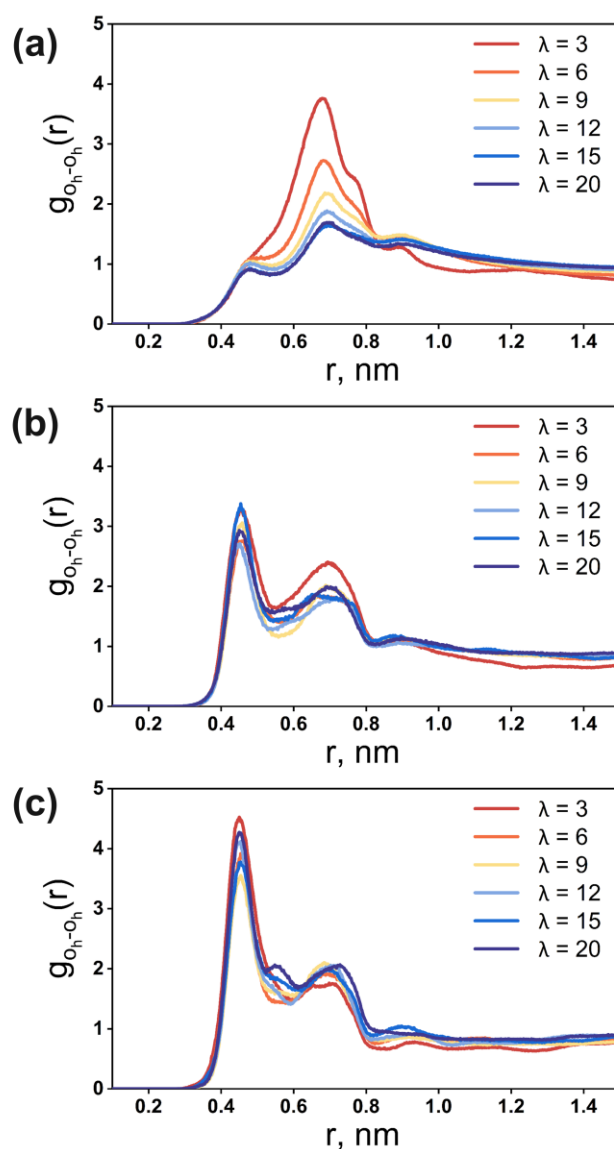 (a)
5
4
3
2
1
0
g_{O_h-O_h}(r)
λ = 3
λ = 6
λ = 9
λ = 12
λ = 15
λ = 20
0.2 0.4 0.6 0.8 1.0 1.2 1.4
r, nm
(b)
5
4
3
2
1
0
g_{O_h-O_h}(r)
λ = 3
λ = 6
λ = 9
λ = 12
λ = 15
λ = 20
0.2 0.4 0.6 0.8 1.0 1.2 1.4
r, nm
(c)
5
4
3
2
1
0
g_{O_h-O_h}(r)
λ = 3
λ = 6
λ = 9
λ = 12
λ = 15
λ = 20
0.2 0.4 0.6 0.8 1.0 1.2 1.4
r, nm